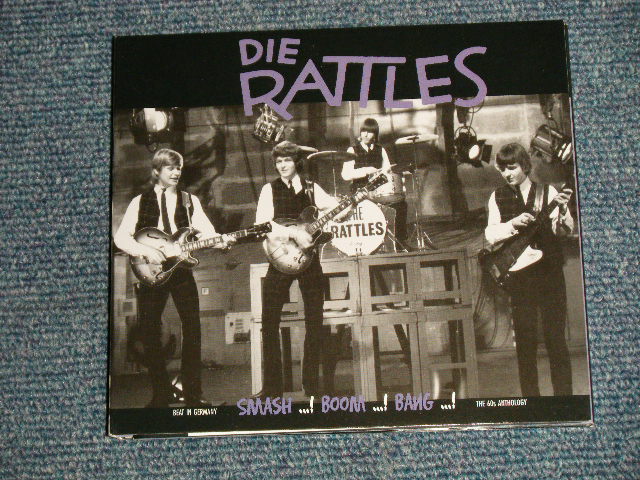 DIE
RATTLES
THE
RATTLES
BEAT IN GERMANY
SMASH ...! BOOM ...! BANG ...!
THE 60s ANTHOLOGY